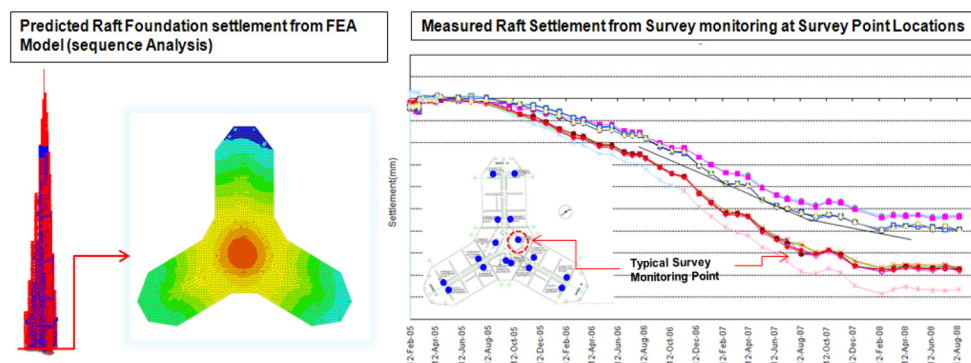 Predicted Raft Foundation settlement from FEA
Model (sequence Analysis)
Measured Raft Settlement from Survey monitoring at Survey Point Locations
Settlement(mm)
Typical Survey
Monitoring Point
2-Feb-05
12-Apr-05
12-Jun-05
12-Aug-05
12-Oct-05
12-Dec-05
12-Feb-06
12-Apr-06
12-Jun-06
12-Aug-06
12-Oct-06
12-Dec-06
12-Feb-07
12-Apr-07
12-Jun-07
12-Aug-07
12-Oct-07
12-Dec-07
12-Feb-08
12-Apr-08
12-Jun-08
2-Aug-08